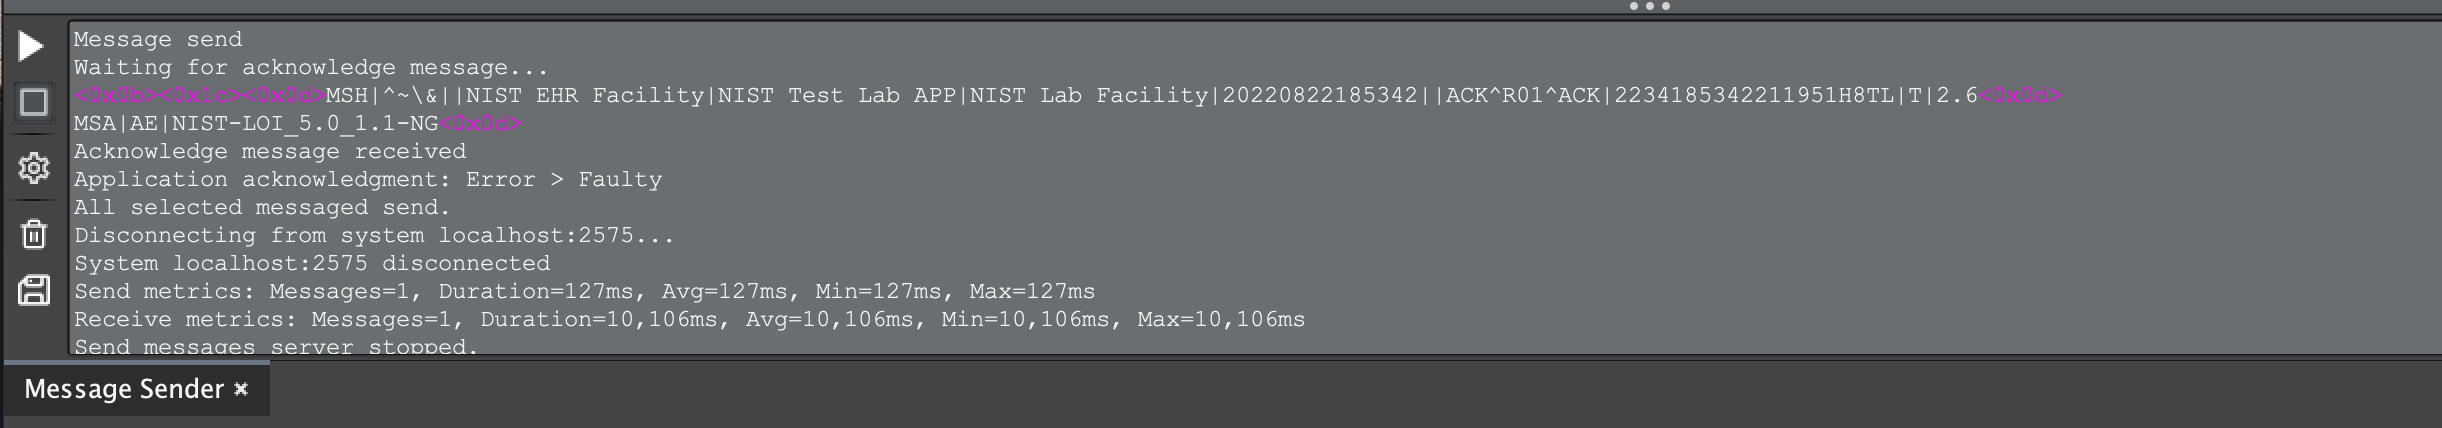 Message send
Waiting for acknowledge message...
<0x0b><0x1c><0x0d>MSH|^~\&||NIST EHR Facility|NIST Test Lab APP|NIST Lab Facility|20220822185342||ACK^R01^ACK|2234185342211951H8TL|T|2.6<0x0d>
MSA|AE|NIST-LOI_5.0_1.1-NG<0x0d>
Acknowledge message received
Application acknowledgment: Error > Faulty
All selected messaged send.
Disconnecting from system localhost:2575...
System localhost:2575 disconnected
Send metrics: Messages=1, Duration=127ms, Avg=127ms, Min=127ms, Max=127ms
Receive metrics: Messages=1, Duration=10,106ms, Avg=10,106ms, Min=10,106ms, Max=10,106ms
Send messages server stopped.
Message Sender